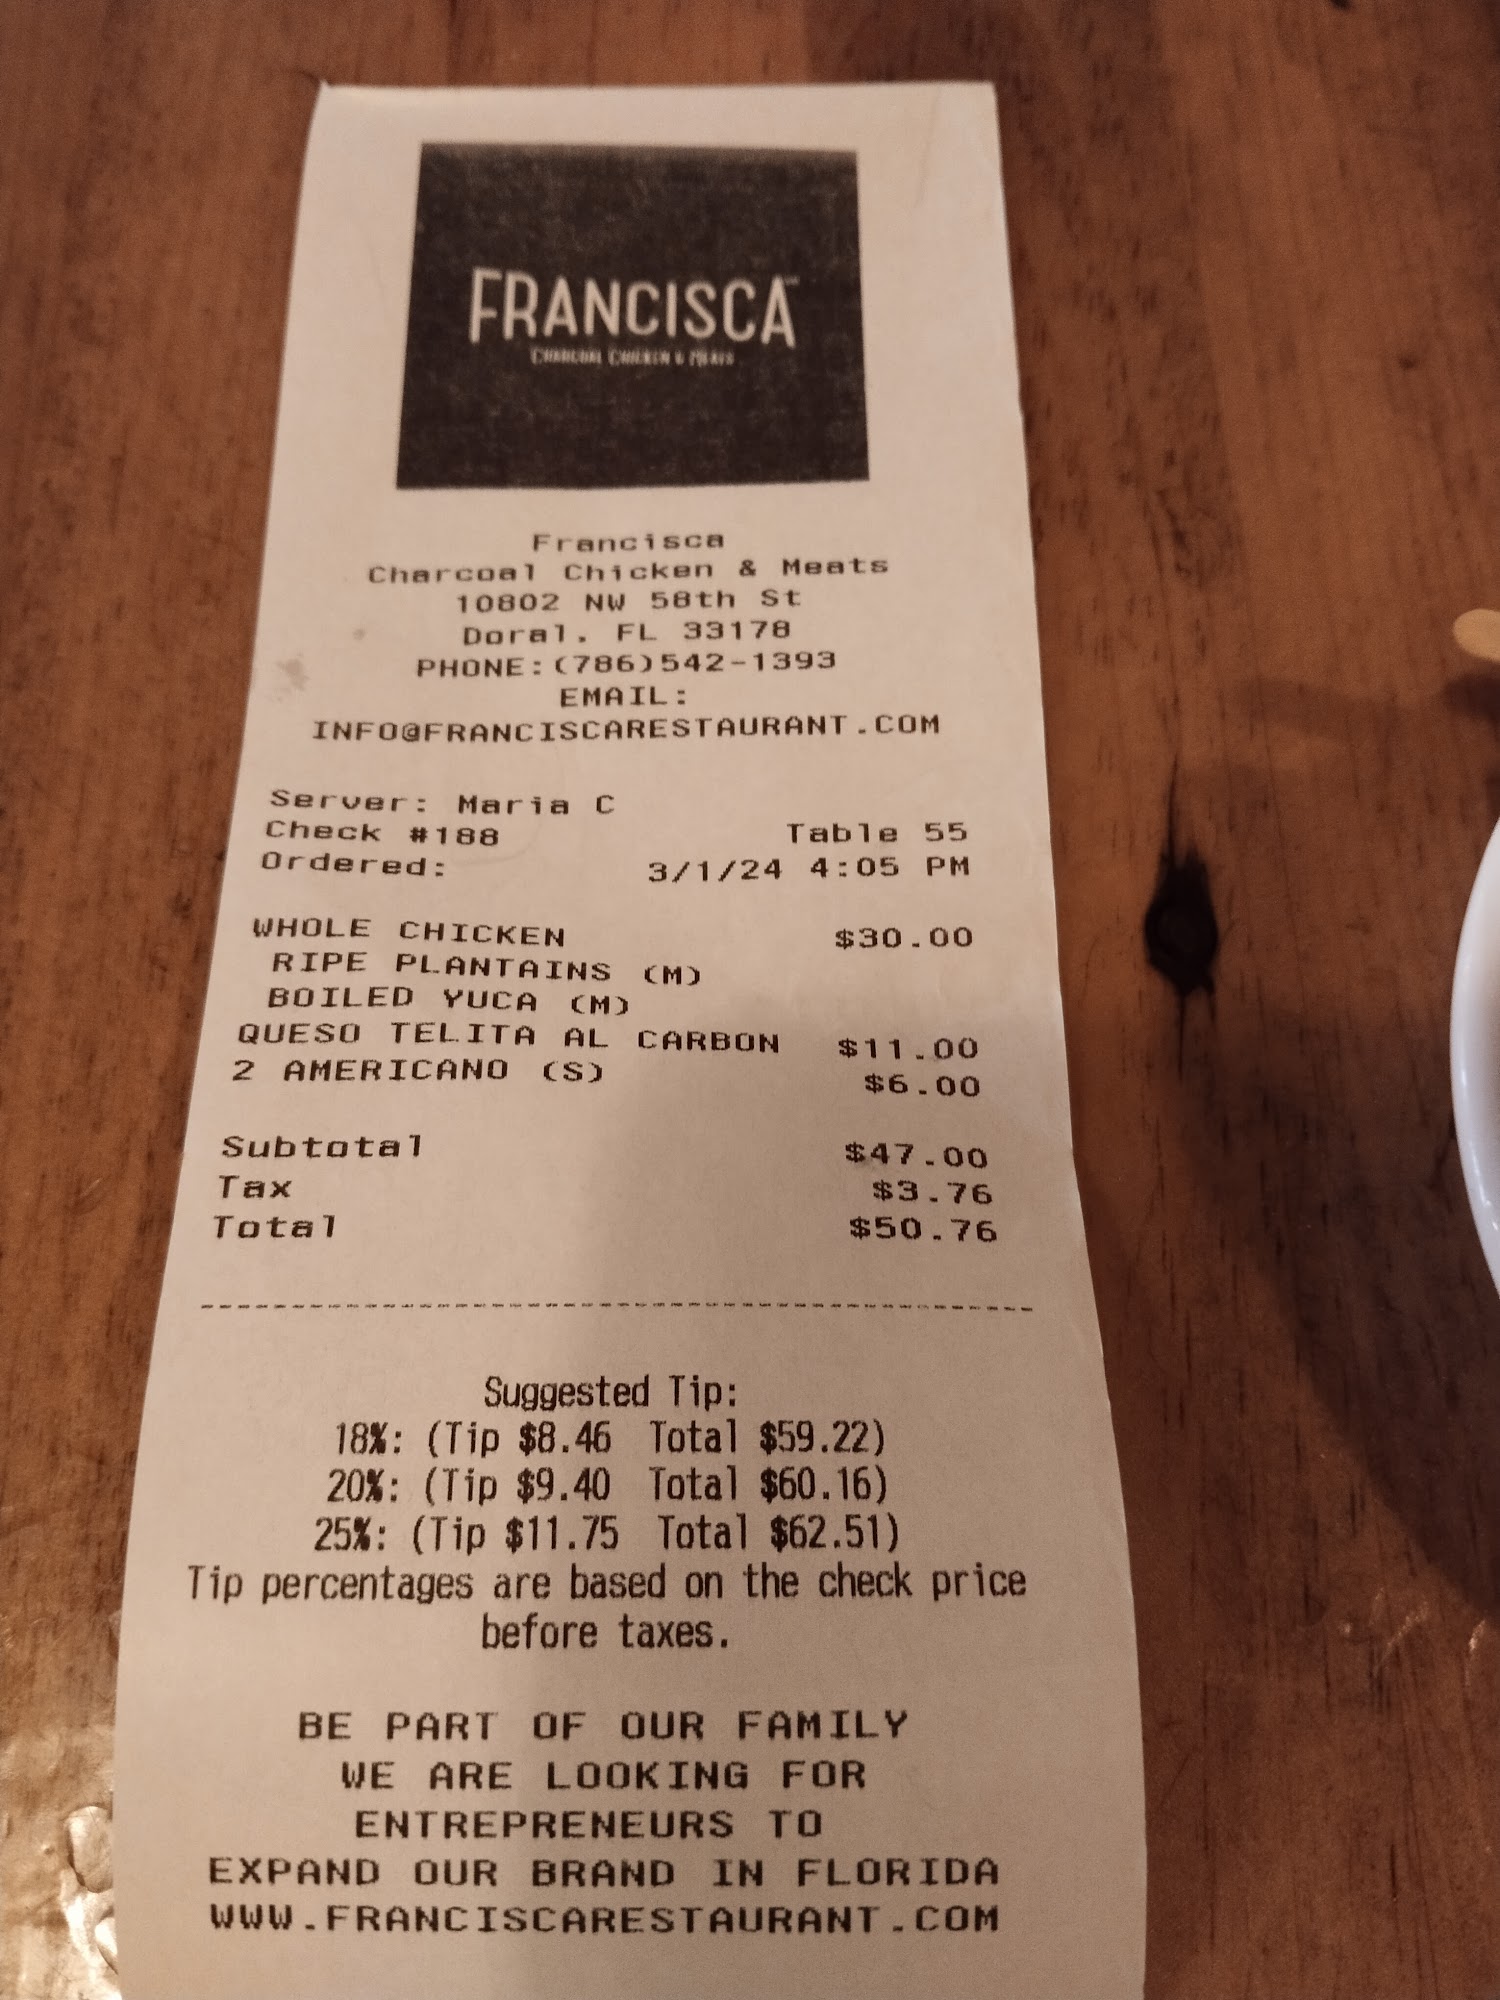 FRANCISCA
CHARCOAL CHICKEN & MEATS
Francisca
Charcoal Chicken & Meats
10802 NW 58th St
Doral, FL 33178
PHONE:(786)542-1393
EMAIL:
INFO@FRANCISCARESTAURANT.COM
Server: Maria C
Check #188 Table 55
Ordered: 3/1/24 4:05 PM
WHOLE CHICKEN $30.00
RIPE PLANTAINS (M)
BOILED YUCA (M)
QUESO TELITA AL CARBON $11.00
2 AMERICANO (S) $6.00
Subtotal $47.00
Tax $3.76
Total $50.76
Suggested Tip:
18%: (Tip $8.46 Total $59.22)
20%: (Tip $9.40 Total $60.16)
25%: (Tip $11.75 Total $62.51)
Tip percentages are based on the check price
before taxes.
BE PART OF OUR FAMILY
WE ARE LOOKING FOR
ENTREPRENEURS TO
EXPAND OUR BRAND IN FLORIDA
WWW.FRANCISCARESTAURANT.COM